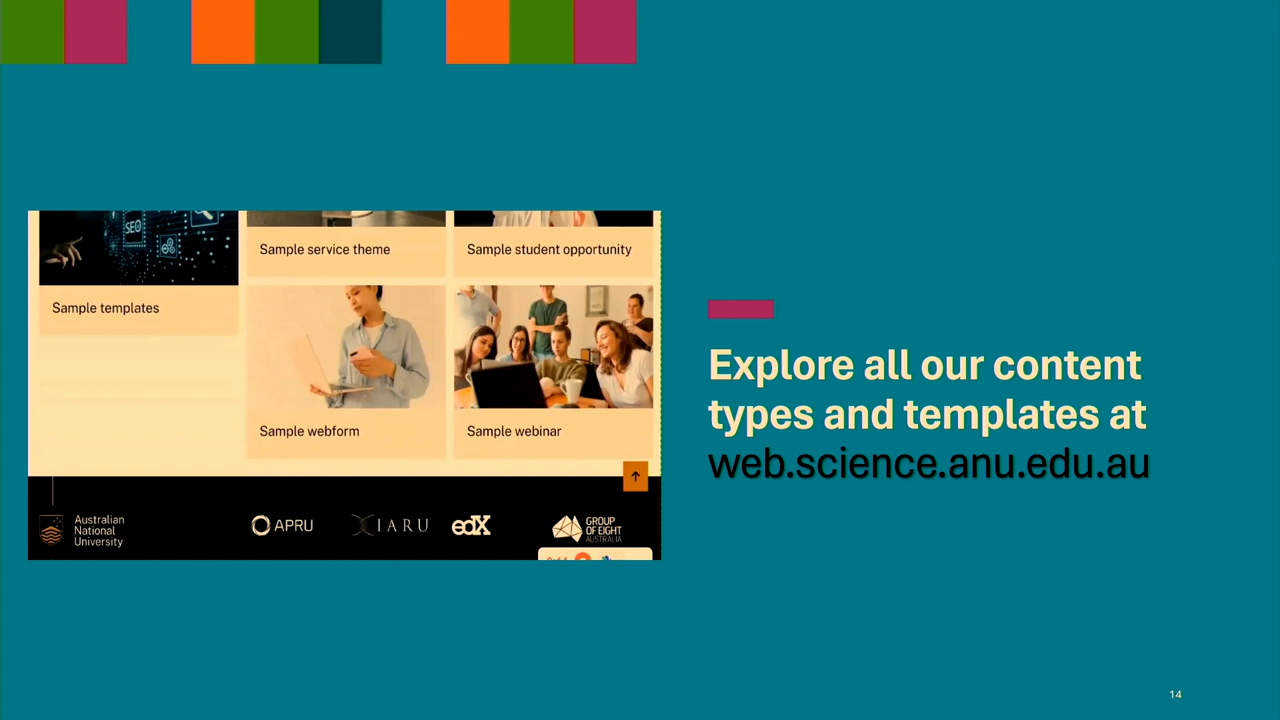 SEO
Sample service theme
Sample student opportunity
Sample templates
Sample webform
Sample webinar
Australian
National
University
APRU
IARU
edX
GROUP
OF EIGHT
AUSTRALIA
Explore all our content
types and templates at
web.science.anu.edu.au
14